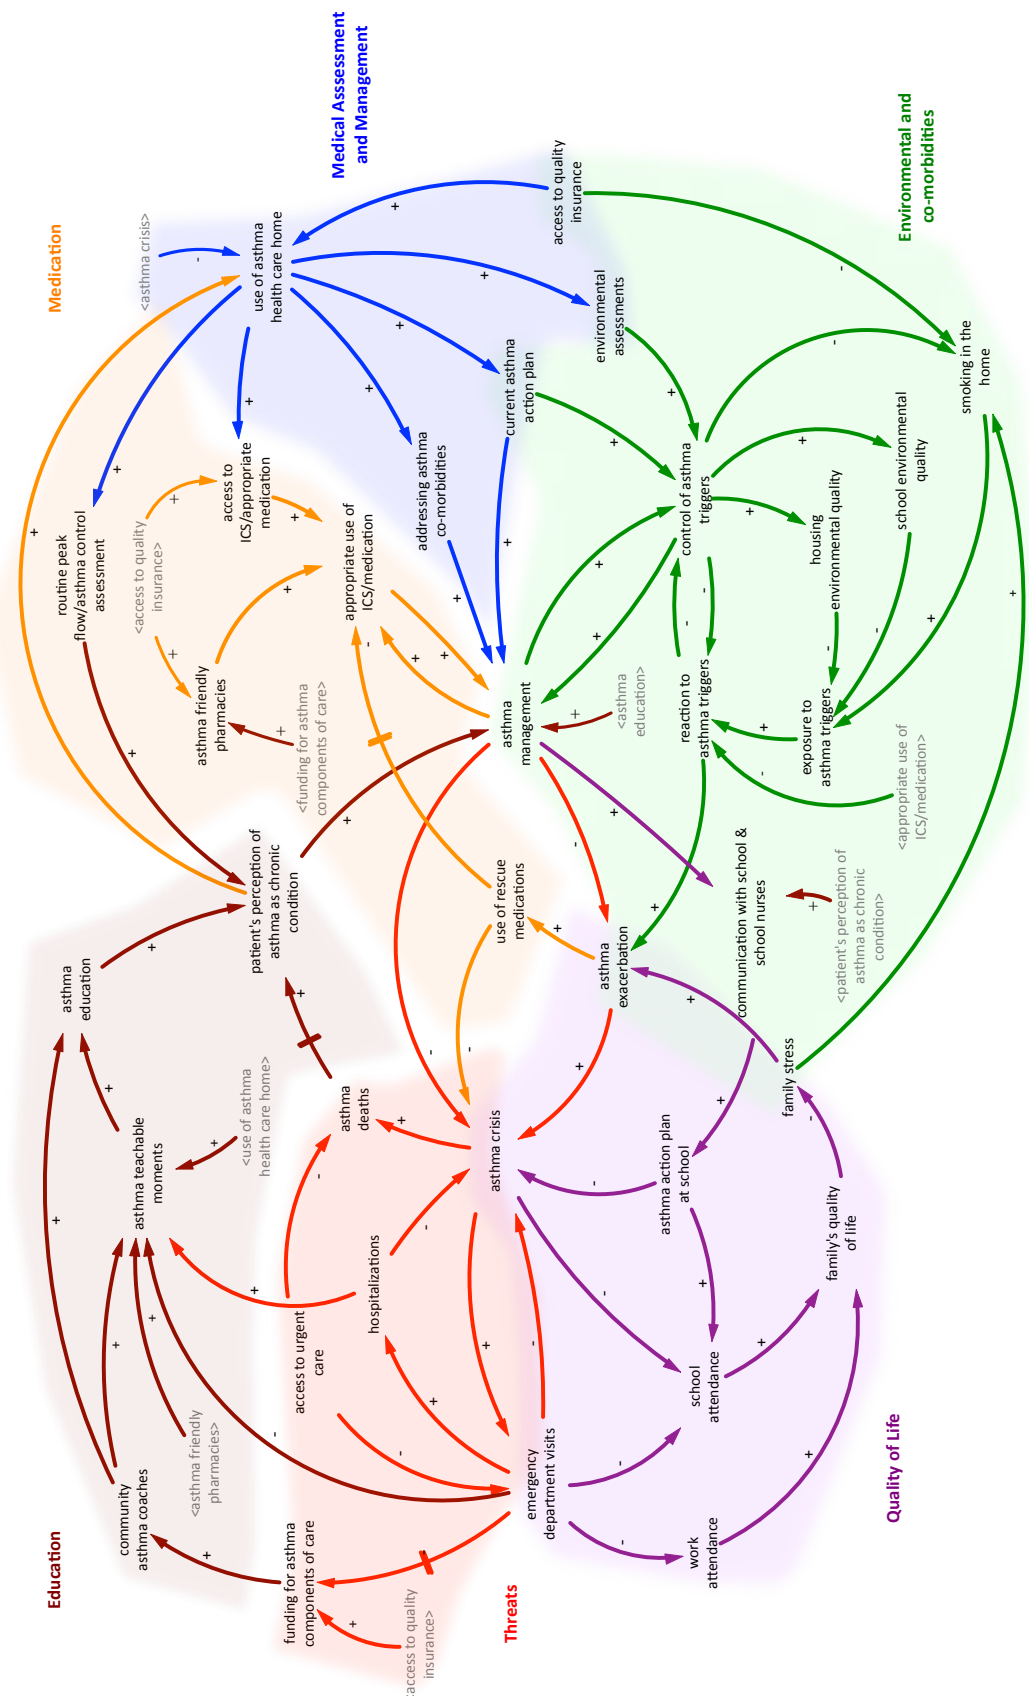 Education
community
asthma coaches
<asthma friendly
pharmacies>
asthma teachable
moments
<use of asthma
health care home>
asthma
education
patient's perception of
asthma as chronic
condition
Medication
routine peak
flow/asthma control
assessment
<access to quality
insurance>
asthma friendly
pharmacies
<funding for asthma
components of care>
access to
ICS/appropriate
medication
appropriate use of
ICS/medication
use of rescue
medications
<asthma crisis>
use of asthma
health care home
Medical Asssessment
and Management
addressing asthma
co-morbidities
current asthma
action plan
environmental
assessments
access to quality
insurance
asthma
management
<asthma
education>
Threats
funding for asthma
components of care
<access to quality
insurance>
access to urgent
care
hospitalizations
asthma
deaths
asthma crisis
emergency
department visits
asthma
exacerbation
Quality of Life
work
attendance
school
attendance
asthma action plan
at school
family's quality
of life
family stress
communication with school &
school nurses
<patient's perception of
asthma as chronic
condition>
Environmental and
co-morbidities
control of asthma
triggers
reaction to
asthma triggers
exposure to
asthma triggers
<appropriate use of
ICS/medication>
housing
environmental quality
school environmental
quality
smoking in the
home